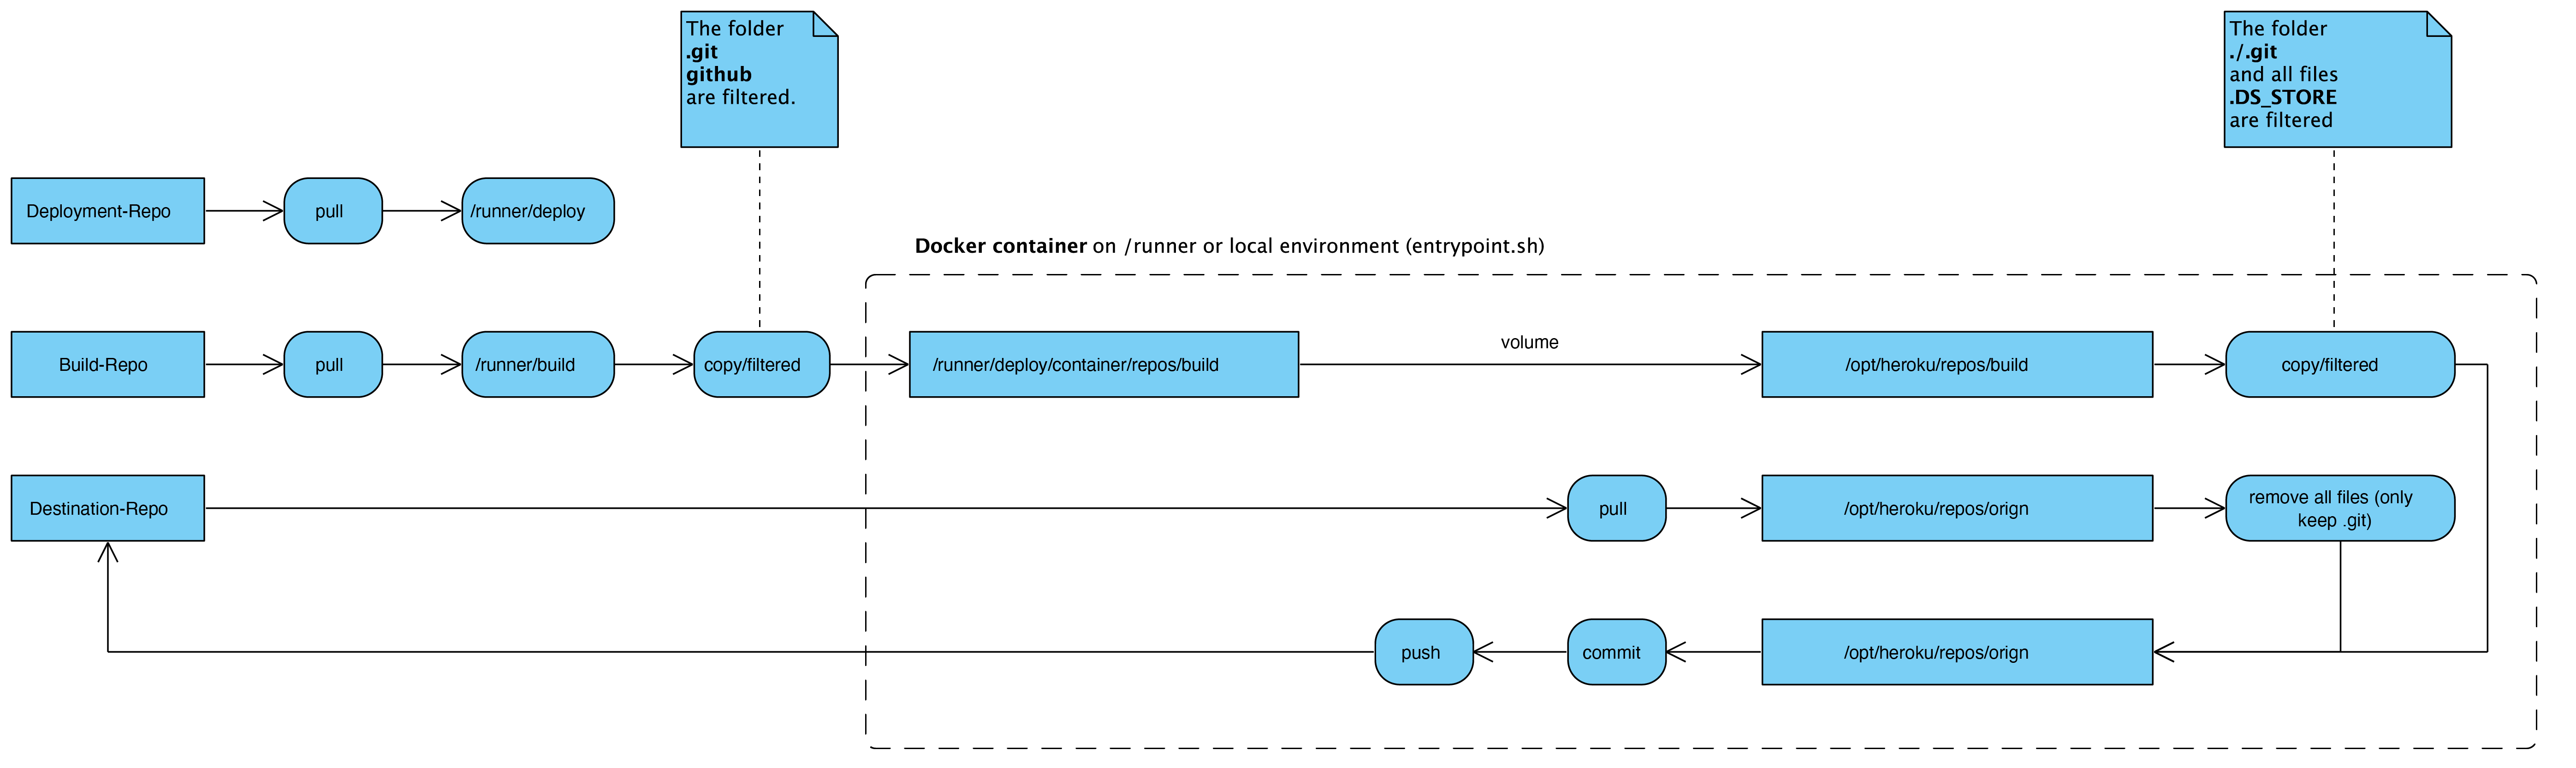 The folder
.git
github
are filtered.
The folder
./.git
and all files
.DS_STORE
are filtered
Deployment-Repo
pull
/runner/deploy
Docker container on /runner or local environment (entrypoint.sh)
Build-Repo
pull
/runner/build
copy/filtered
/runner/deploy/container/repos/build
volume
/opt/heroku/repos/build
copy/filtered
Destination-Repo
pull
/opt/heroku/repos/orign
remove all files (only
keep .git)
push
commit
/opt/heroku/repos/orign